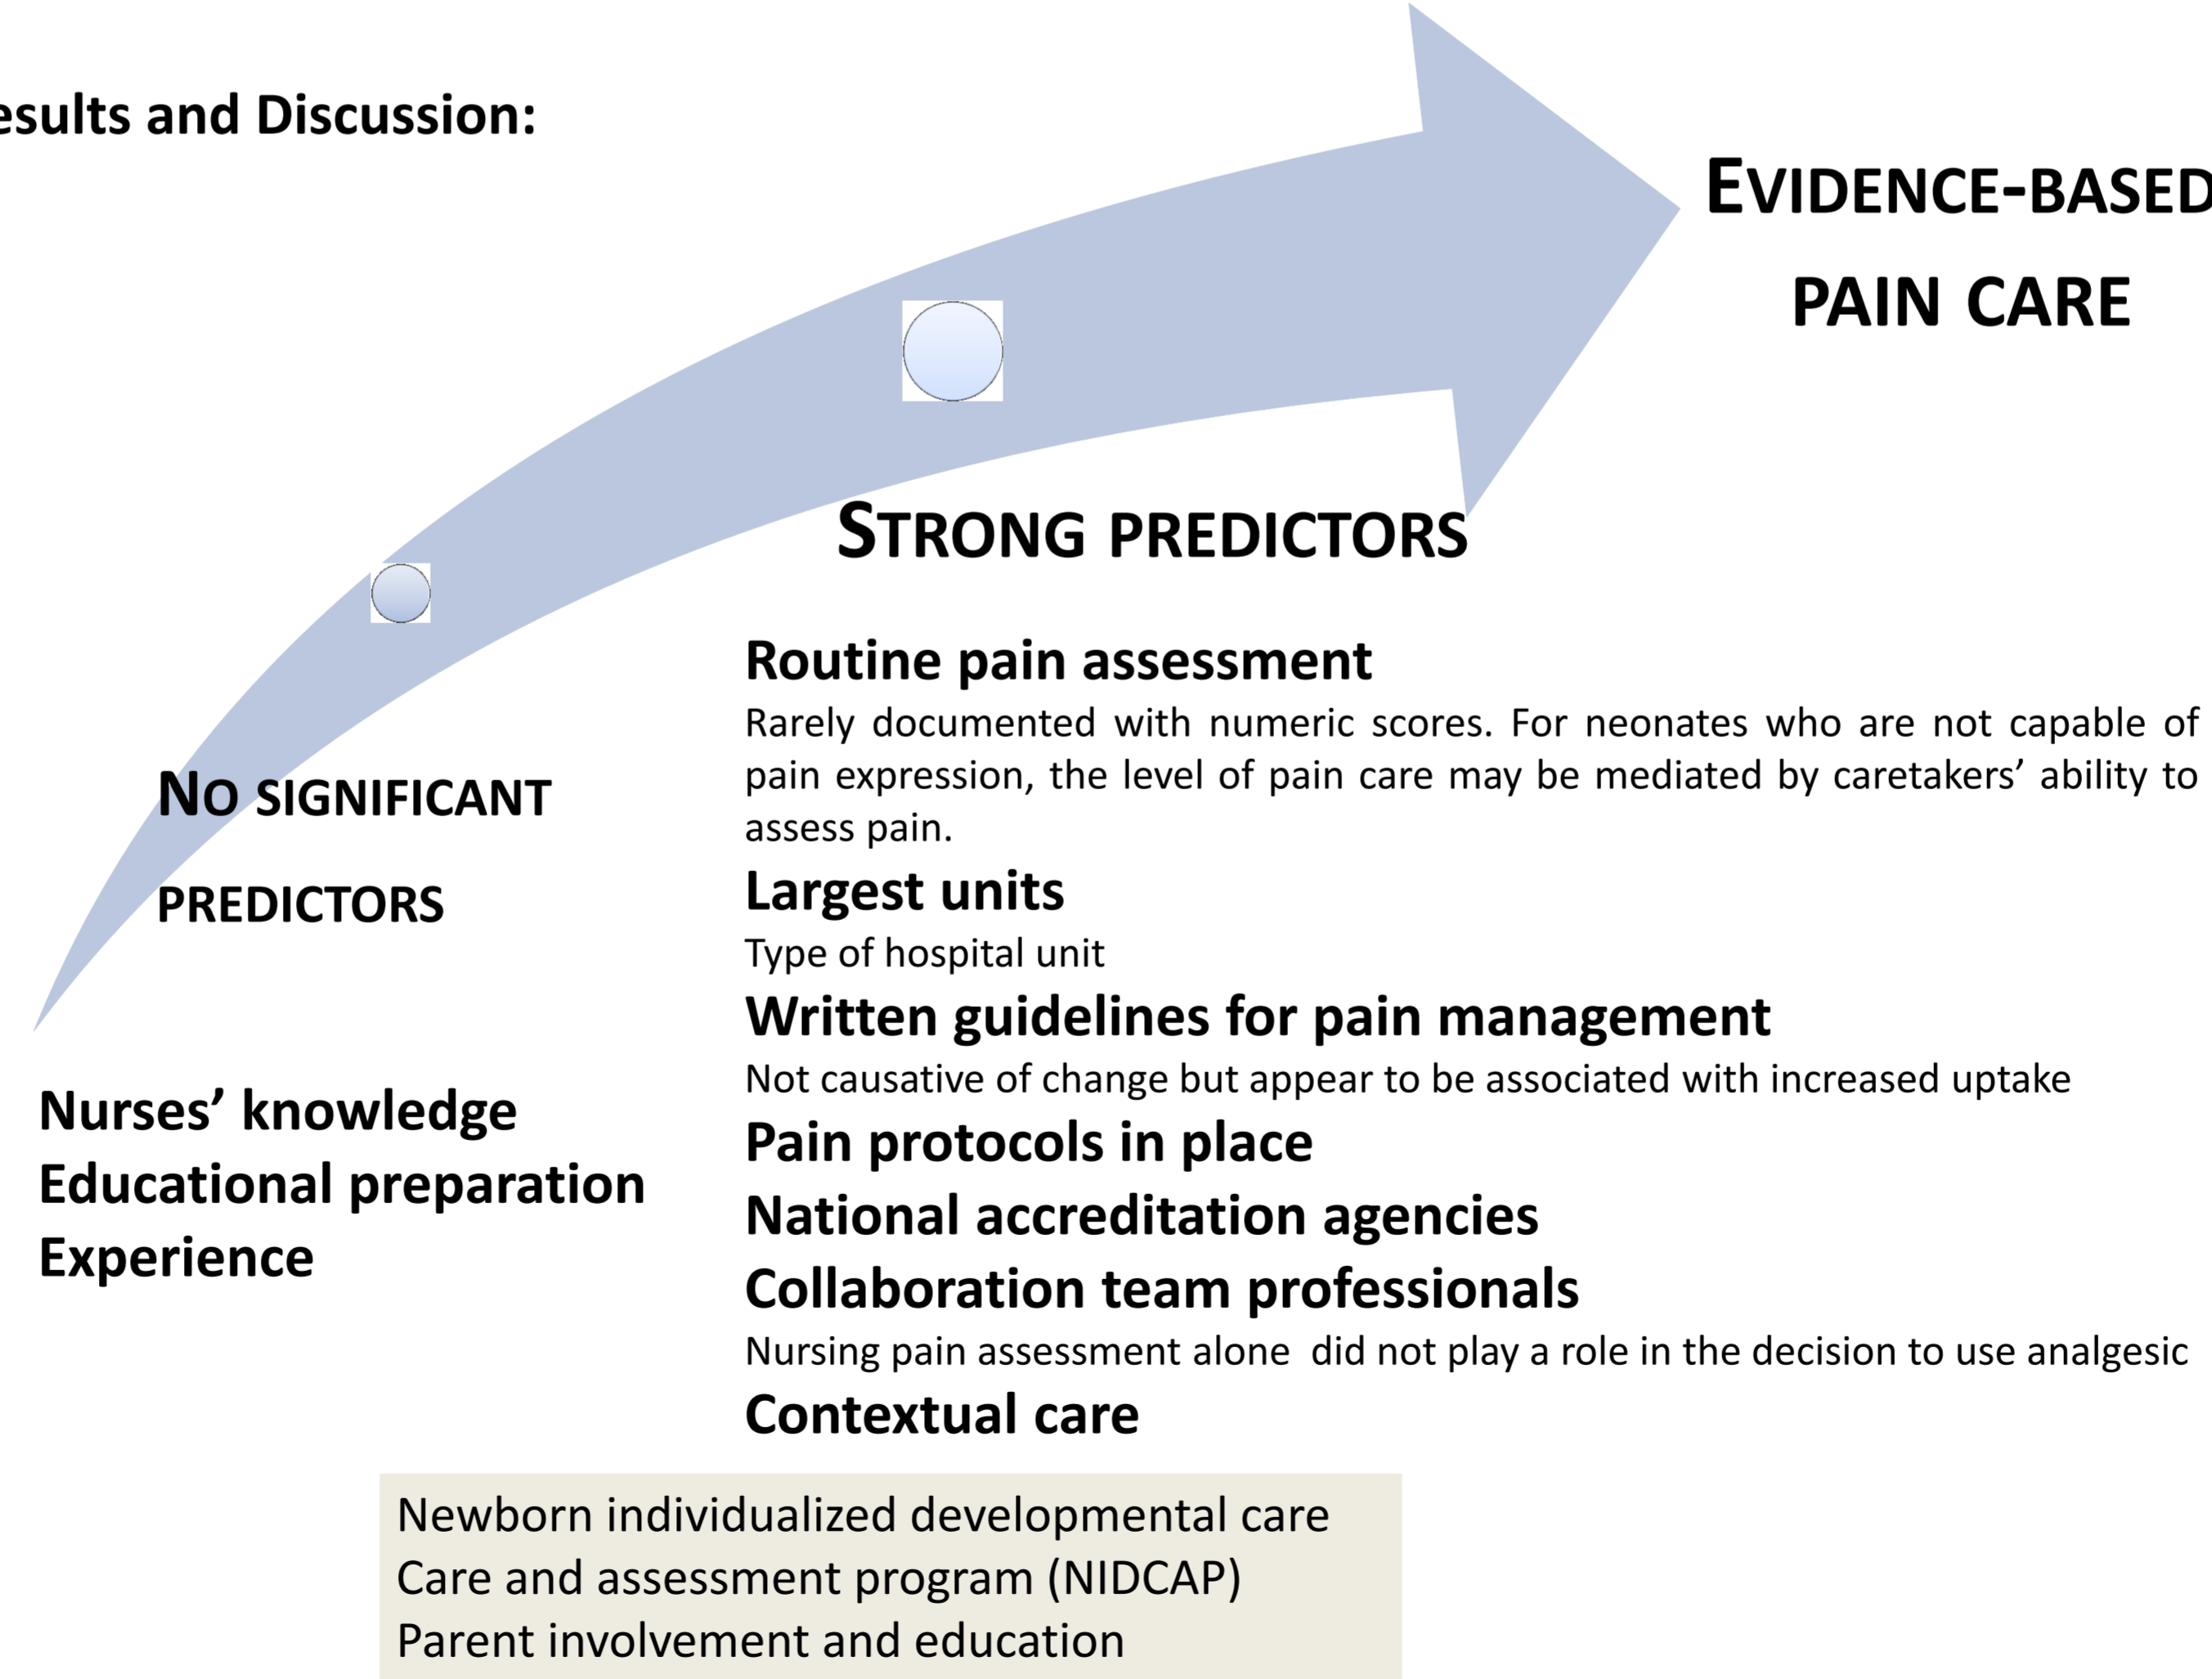 esults and Discussion:
EVIDENCE-BASED
PAIN CARE
STRONG PREDICTORS
NO SIGNIFICANT
PREDICTORS
Nurses’ knowledge
Educational preparation
Experience
Routine pain assessment
Rarely documented with numeric scores. For neonates who are not capable of
pain expression, the level of pain care may be mediated by caretakers’ ability to
assess pain.
Largest units
Type of hospital unit
Written guidelines for pain management
Not causative of change but appear to be associated with increased uptake
Pain protocols in place
National accreditation agencies
Collaboration team professionals
Nursing pain assessment alone did not play a role in the decision to use analgesic
Contextual care
Newborn individualized developmental care
Care and assessment program (NIDCAP)
Parent involvement and education